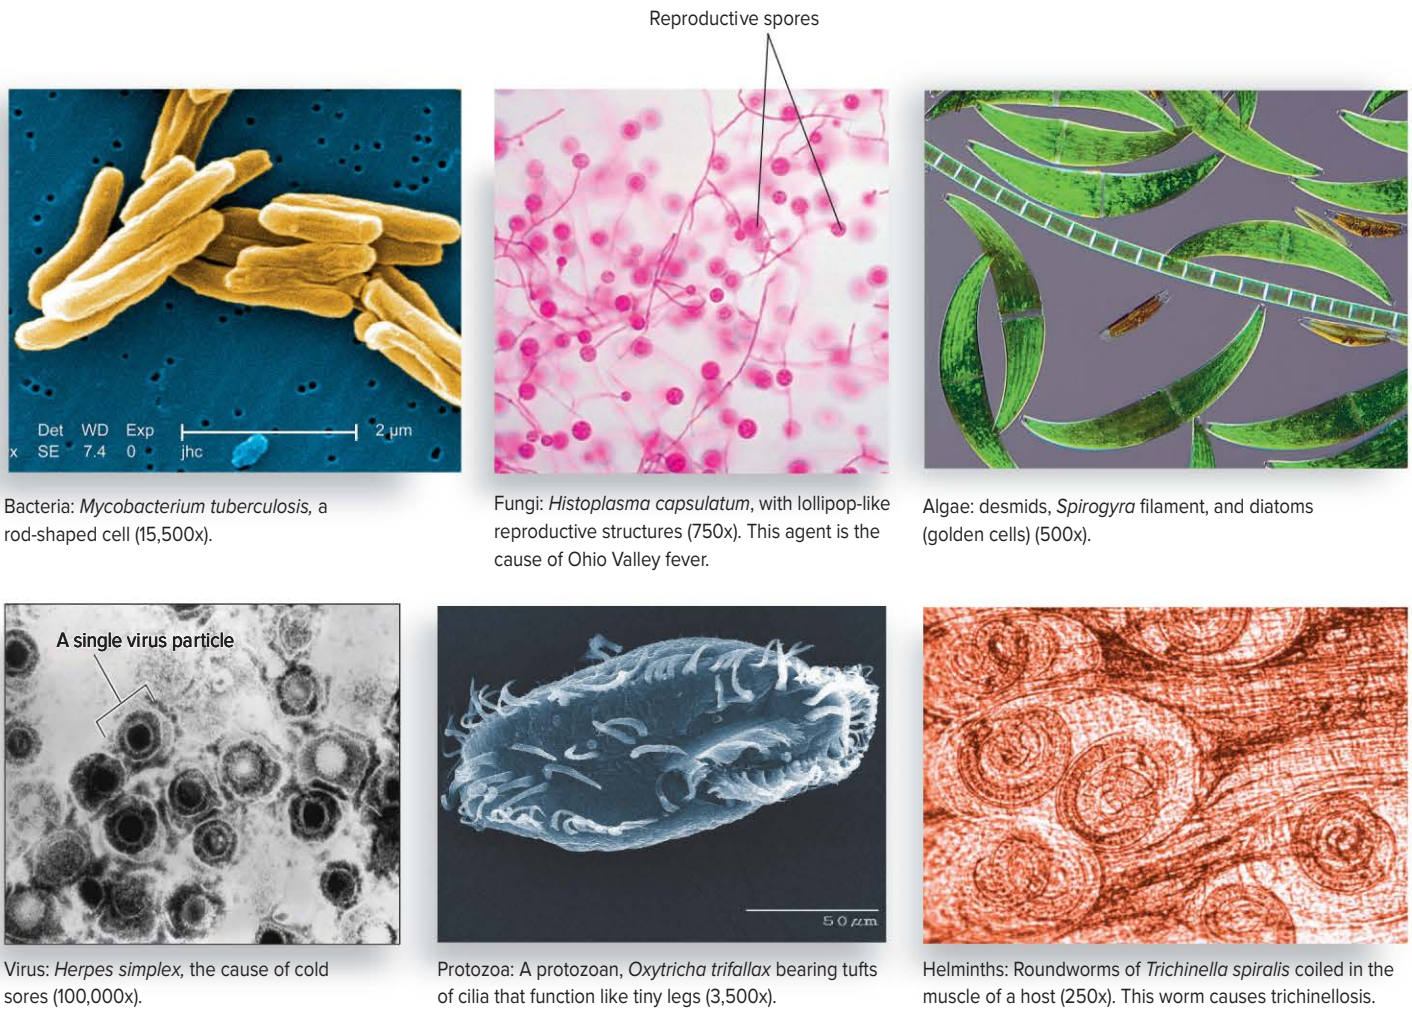 Reproductive spores
Det WD Exp 2 µm
x SE 7.4 0 jhc
Bacteria: Mycobacterium tuberculosis, a
rod-shaped cell (15,500x).
Fungi: Histoplasma capsulatum, with lollipop-like
reproductive structures (750x). This agent is the
cause of Ohio Valley fever.
Algae: desmids, Spirogyra filament, and diatoms
(golden cells) (500x).
A single virus particle
50 µm
Virus: Herpes simplex, the cause of cold
sores (100,000x).
Protozoa: A protozoan, Oxytricha trifallax bearing tufts
of cilia that function like tiny legs (3,500x).
Helminths: Roundworms of Trichinella spiralis coiled in the
muscle of a host (250x). This worm causes trichinellosis.